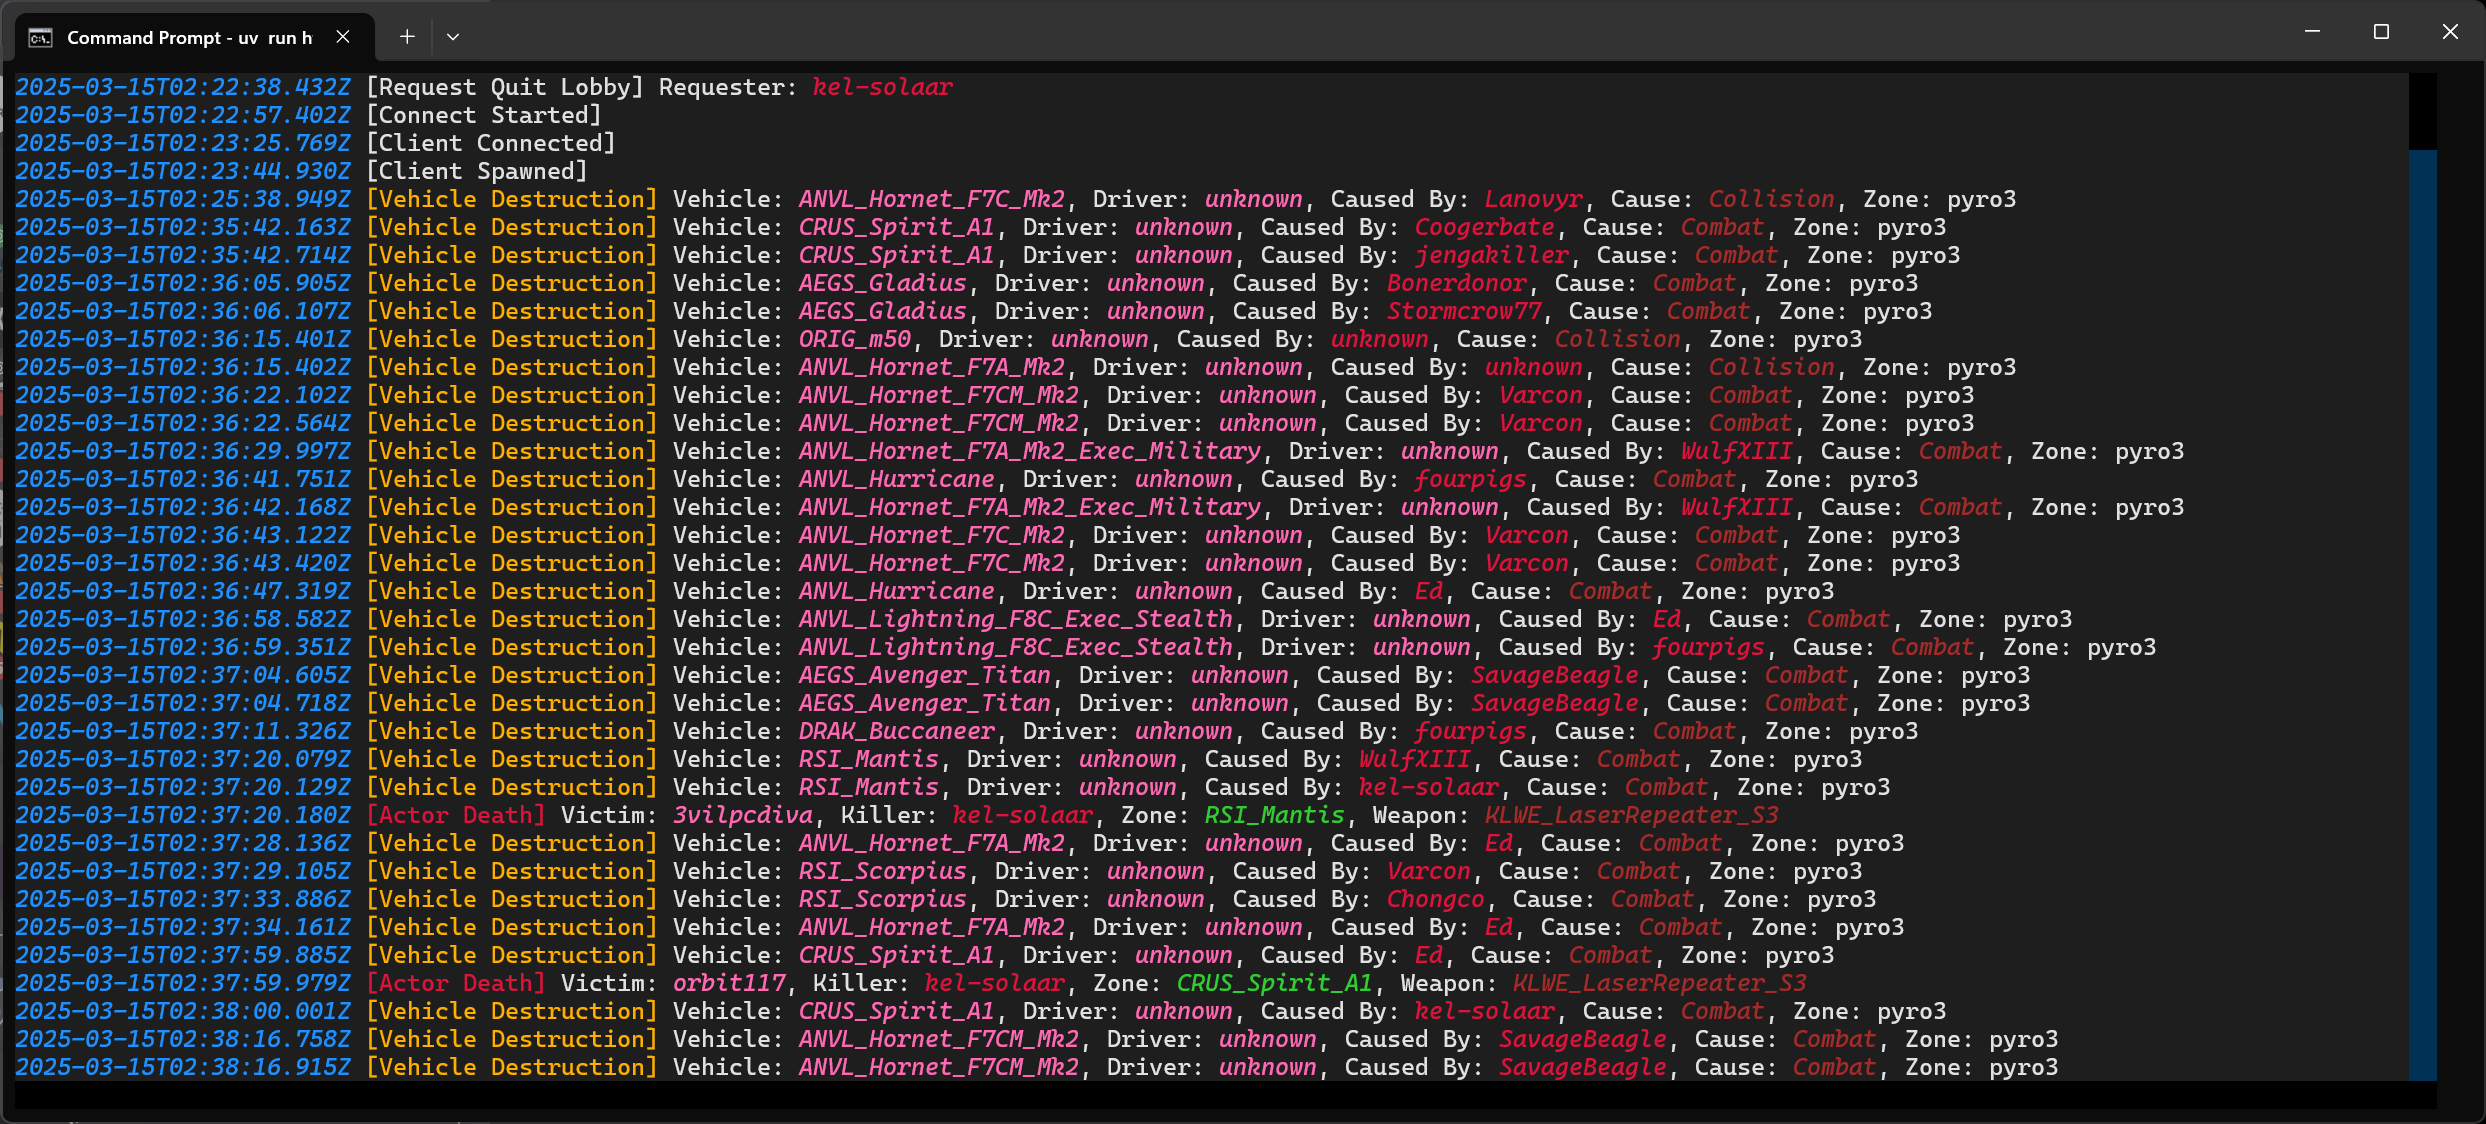 Command Prompt - uv run h
2025-03-15T02:22:38.432Z [Request Quit Lobby] Requester: kel-solaar
2025-03-15T02:22:57.402Z [Connect Started]
2025-03-15T02:23:25.769Z [Client Connected]
2025-03-15T02:23:44.930Z [Client Spawned]
2025-03-15T02:25:38.949Z [Vehicle Destruction] Vehicle: ANVL_Hornet_F7C_Mk2, Driver: unknown, Caused By: Lanovyr, Cause: Collision, Zone: pyro3
2025-03-15T02:35:42.163Z [Vehicle Destruction] Vehicle: CRUS_Spirit_A1, Driver: unknown, Caused By: Coogerbate, Cause: Combat, Zone: pyro3
2025-03-15T02:35:42.714Z [Vehicle Destruction] Vehicle: CRUS_Spirit_A1, Driver: unknown, Caused By: jengakiller, Cause: Combat, Zone: pyro3
2025-03-15T02:36:05.905Z [Vehicle Destruction] Vehicle: AEGS_Gladius, Driver: unknown, Caused By: Bonerdonor, Cause: Combat, Zone: pyro3
2025-03-15T02:36:06.107Z [Vehicle Destruction] Vehicle: AEGS_Gladius, Driver: unknown, Caused By: Stormcrow77, Cause: Combat, Zone: pyro3
2025-03-15T02:36:15.401Z [Vehicle Destruction] Vehicle: ORIG_m50, Driver: unknown, Caused By: unknown, Cause: Collision, Zone: pyro3
2025-03-15T02:36:15.402Z [Vehicle Destruction] Vehicle: ANVL_Hornet_F7A_Mk2, Driver: unknown, Caused By: unknown, Cause: Collision, Zone: pyro3
2025-03-15T02:36:22.102Z [Vehicle Destruction] Vehicle: ANVL_Hornet_F7CM_Mk2, Driver: unknown, Caused By: Varcon, Cause: Combat, Zone: pyro3
2025-03-15T02:36:22.564Z [Vehicle Destruction] Vehicle: ANVL_Hornet_F7CM_Mk2, Driver: unknown, Caused By: Varcon, Cause: Combat, Zone: pyro3
2025-03-15T02:36:29.997Z [Vehicle Destruction] Vehicle: ANVL_Hornet_F7A_Mk2_Exec_Military, Driver: unknown, Caused By: WulfXIII, Cause: Combat, Zone: pyro3
2025-03-15T02:36:41.751Z [Vehicle Destruction] Vehicle: ANVL_Hurricane, Driver: unknown, Caused By: fourpigs, Cause: Combat, Zone: pyro3
2025-03-15T02:36:42.168Z [Vehicle Destruction] Vehicle: ANVL_Hornet_F7A_Mk2_Exec_Military, Driver: unknown, Caused By: WulfXIII, Cause: Combat, Zone: pyro3
2025-03-15T02:36:43.122Z [Vehicle Destruction] Vehicle: ANVL_Hornet_F7C_Mk2, Driver: unknown, Caused By: Varcon, Cause: Combat, Zone: pyro3
2025-03-15T02:36:43.420Z [Vehicle Destruction] Vehicle: ANVL_Hornet_F7C_Mk2, Driver: unknown, Caused By: Varcon, Cause: Combat, Zone: pyro3
2025-03-15T02:36:47.319Z [Vehicle Destruction] Vehicle: ANVL_Hurricane, Driver: unknown, Caused By: Ed, Cause: Combat, Zone: pyro3
2025-03-15T02:36:58.582Z [Vehicle Destruction] Vehicle: ANVL_Lightning_F8C_Exec_Stealth, Driver: unknown, Caused By: Ed, Cause: Combat, Zone: pyro3
2025-03-15T02:36:59.351Z [Vehicle Destruction] Vehicle: ANVL_Lightning_F8C_Exec_Stealth, Driver: unknown, Caused By: fourpigs, Cause: Combat, Zone: pyro3
2025-03-15T02:37:04.605Z [Vehicle Destruction] Vehicle: AEGS_Avenger_Titan, Driver: unknown, Caused By: SavageBeagle, Cause: Combat, Zone: pyro3
2025-03-15T02:37:04.718Z [Vehicle Destruction] Vehicle: AEGS_Avenger_Titan, Driver: unknown, Caused By: SavageBeagle, Cause: Combat, Zone: pyro3
2025-03-15T02:37:11.326Z [Vehicle Destruction] Vehicle: DRAK_Buccaneer, Driver: unknown, Caused By: fourpigs, Cause: Combat, Zone: pyro3
2025-03-15T02:37:20.079Z [Vehicle Destruction] Vehicle: RSI_Mantis, Driver: unknown, Caused By: WulfXIII, Cause: Combat, Zone: pyro3
2025-03-15T02:37:20.129Z [Vehicle Destruction] Vehicle: RSI_Mantis, Driver: unknown, Caused By: kel-solaar, Cause: Combat, Zone: pyro3
2025-03-15T02:37:20.180Z [Actor Death] Victim: 3vilpcdiva, Killer: kel-solaar, Zone: RSI_Mantis, Weapon: KLWE_LaserRepeater_S3
2025-03-15T02:37:28.136Z [Vehicle Destruction] Vehicle: ANVL_Hornet_F7A_Mk2, Driver: unknown, Caused By: Ed, Cause: Combat, Zone: pyro3
2025-03-15T02:37:29.105Z [Vehicle Destruction] Vehicle: RSI_Scorpius, Driver: unknown, Caused By: Varcon, Cause: Combat, Zone: pyro3
2025-03-15T02:37:33.886Z [Vehicle Destruction] Vehicle: RSI_Scorpius, Driver: unknown, Caused By: Chongco, Cause: Combat, Zone: pyro3
2025-03-15T02:37:34.161Z [Vehicle Destruction] Vehicle: ANVL_Hornet_F7A_Mk2, Driver: unknown, Caused By: Ed, Cause: Combat, Zone: pyro3
2025-03-15T02:37:59.885Z [Vehicle Destruction] Vehicle: CRUS_Spirit_A1, Driver: unknown, Caused By: Ed, Cause: Combat, Zone: pyro3
2025-03-15T02:37:59.979Z [Actor Death] Victim: orbit117, Killer: kel-solaar, Zone: CRUS_Spirit_A1, Weapon: KLWE_LaserRepeater_S3
2025-03-15T02:38:00.001Z [Vehicle Destruction] Vehicle: CRUS_Spirit_A1, Driver: unknown, Caused By: kel-solaar, Cause: Combat, Zone: pyro3
2025-03-15T02:38:16.758Z [Vehicle Destruction] Vehicle: ANVL_Hornet_F7CM_Mk2, Driver: unknown, Caused By: SavageBeagle, Cause: Combat, Zone: pyro3
2025-03-15T02:38:16.915Z [Vehicle Destruction] Vehicle: ANVL_Hornet_F7CM_Mk2, Driver: unknown, Caused By: SavageBeagle, Cause: Combat, Zone: pyro3